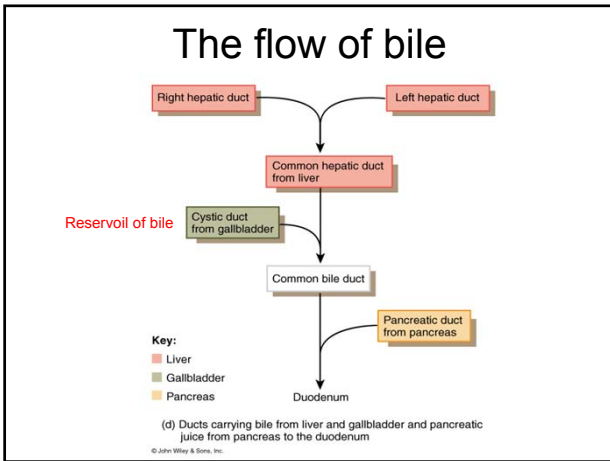 The flow of bile
Right hepatic duct
Left hepatic duct
Common hepatic duct
from liver
Reservoil of bile
Cystic duct
from gallbladder
Common bile duct
Pancreatic duct
from pancreas
Key:
Liver
Gallbladder
Pancreas
Duodenum
(d) Ducts carrying bile from liver and gallbladder and pancreatic
juice from pancreas to the duodenum
© John Wiley & Sons, Inc.